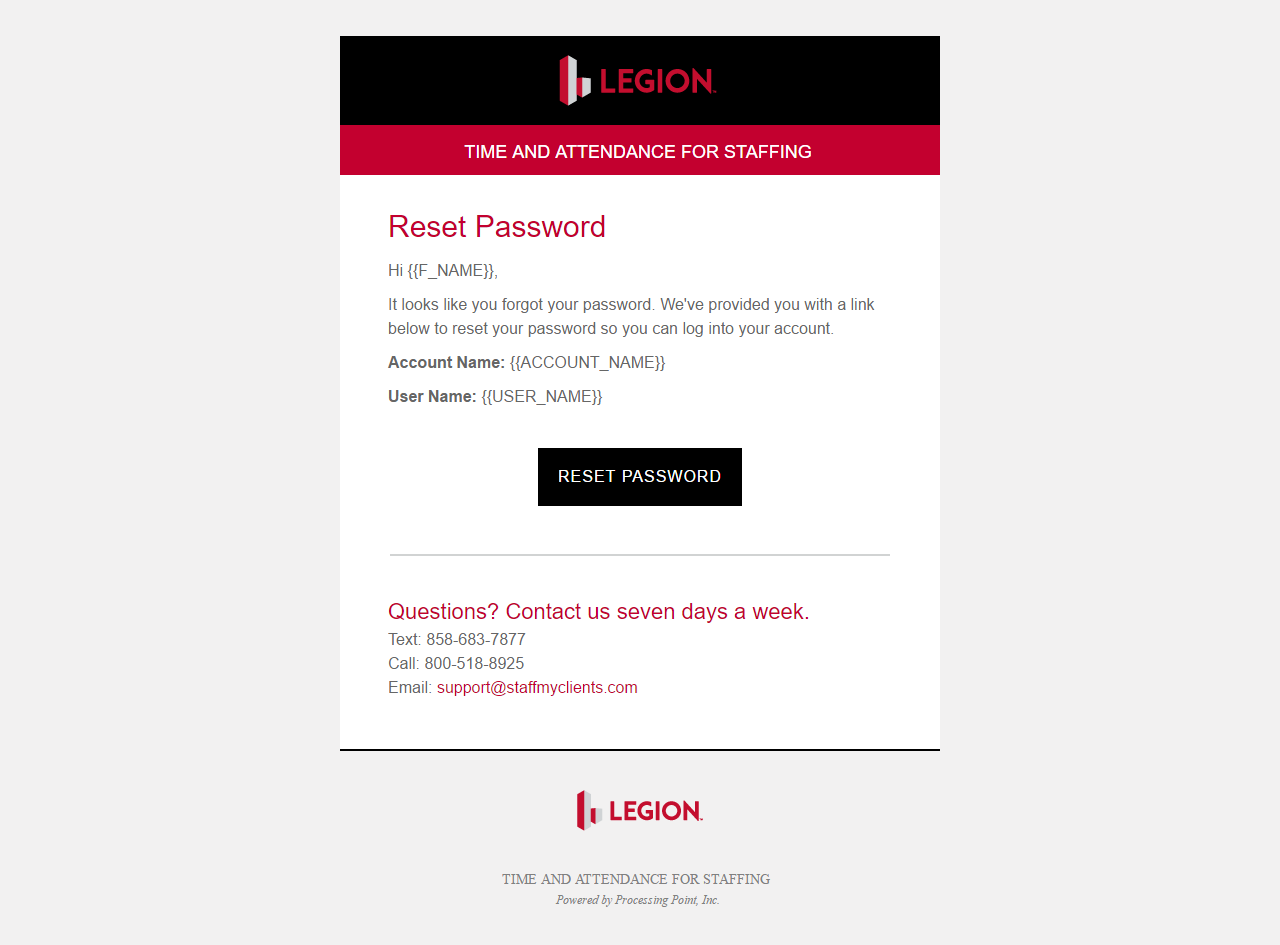 LEGION
TIME AND ATTENDANCE FOR STAFFING
Reset Password
Hi {{F_NAME}},
It looks like you forgot your password. We've provided you with a link
below to reset your password so you can log into your account.
Account Name: {{ACCOUNT_NAME}}
User Name: {{USER_NAME}}
RESET PASSWORD
Questions? Contact us seven days a week.
Text: 858-683-7877
Call: 800-518-8925
Email: support@staffmyclients.com
LEGION
TIME AND ATTENDANCE FOR STAFFING
Powered by Processing Point, Inc.